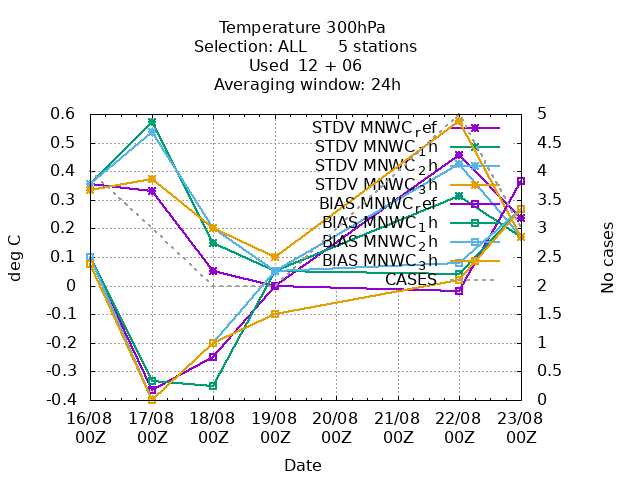 Temperature 300hPa
Selection: ALL 5 stations
Used 12 + 06
Averaging window: 24h
0.6 5
STDV MNWC_ref
0.5 4.5
STDV MNWC_1h
STDV MNWC_2h
0.4 4
STDV MNWC_3h
0.3 3.5
BIAS MNWC_ref
BIAS MNWC_1h
0.2 3
BIAS MNWC_2h
0.1 2.5
BIAS MNWC_3h
0 2
CASES
-0.1 1.5
-0.2 1
-0.3 0.5
-0.4 0
deg C
No cases
16/08 17/08 18/08 19/08 20/08 21/08 22/08 23/08
00Z 00Z 00Z 00Z 00Z 00Z 00Z 00Z
Date